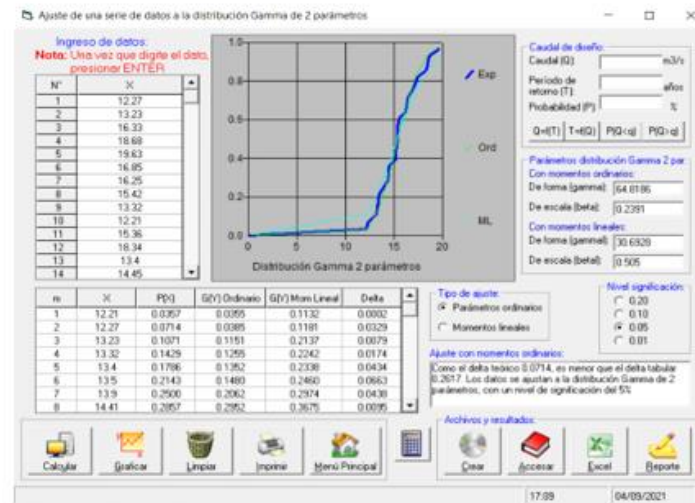 Ajuste de una serie de datos a la distribución Gamma de 2 parámetros
Ingreso de datos:
Nota: Una vez que digite el dato, presionar ENTER
N° X
1 12.27
2 13.23
3 16.33
4 18.68
5 19.63
6 16.85
7 16.25
8 15.42
9 13.32
10 12.21
11 15.36
12 18.34
13 13.4
14 14.45
1.0
0.8
0.6
0.4
0.2
0.0
0 5 10 15 20
Distribución Gamma 2 parámetros
Exp
Ord
ML
Caudal de diseño:
Caudal (Q): m3/s
Período de retorno (T): años
Probabilidad (P): %
Q=f(T) T=f(Q) P(Q<q) P(Q>q)
Parámetros distribución Gamma 2 par
Con momentos ordinarios:
De forma (gamma): 64.8186
De escala (beta): 0.2391
Con momentos lineales:
De forma (gamma): 30.6928
De escala (beta): 0.505
m X P(X) G(Y) Ordinario G(Y) Mom Lineal Delta
1 12.21 0.0357 0.0355 0.1132 0.0002
2 12.27 0.0714 0.0385 0.1181 0.0329
3 13.23 0.1071 0.1151 0.2137 0.0079
4 13.32 0.1429 0.1255 0.2242 0.0174
5 13.4 0.1786 0.1352 0.2338 0.0434
6 13.5 0.2143 0.1480 0.2460 0.0663
7 13.9 0.2500 0.2062 0.2974 0.0438
8 14.41 0.2857 0.2952 0.3675 0.0095
Tipo de ajuste:
Parámetros ordinarios
Momentos lineales
Nivel significación:
0.20
0.10
0.05
0.01
Ajuste con momentos ordinarios:
Como el delta teórico 0.0714, es menor que el delta tabular
0.2617. Los datos se ajustan a la distribución Gamma de 2
parámetros, con un nivel de significación del 5%
Calcular
Graficar
Limpiar
Imprimir
Menú Principal
Archivos y resultados:
Crear
Accesar
Excel
Reporte
17:09 04/09/2021